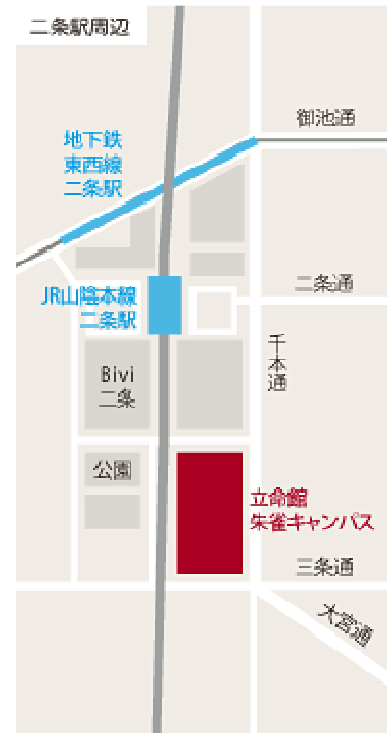 二条駅周辺
御池通
地下鉄
東西線
二条駅
二条通
JR山陰本線
二条駅
千本通
Bivi
二条
公園
立命館
朱雀キャンパス
三条通
大宮通